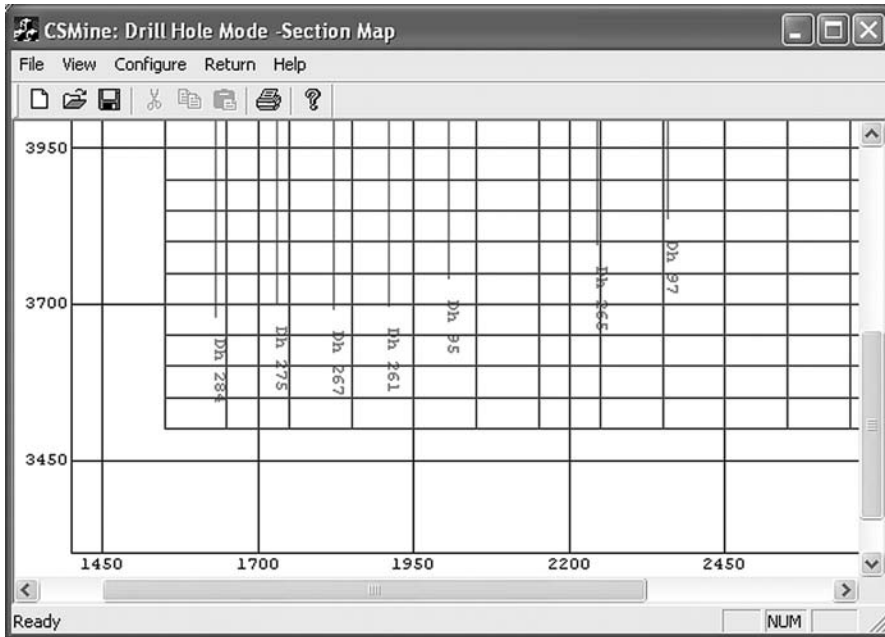 CSMine: Drill Hole Mode -Section Map
File View Configure Return Help
3950
3700
3450
Dh 284
Dh 275
Dh 267
Dh 261
Dh 95
Dh 265
Dh 97
1450 1700 1950 2200 2450
Ready NUM